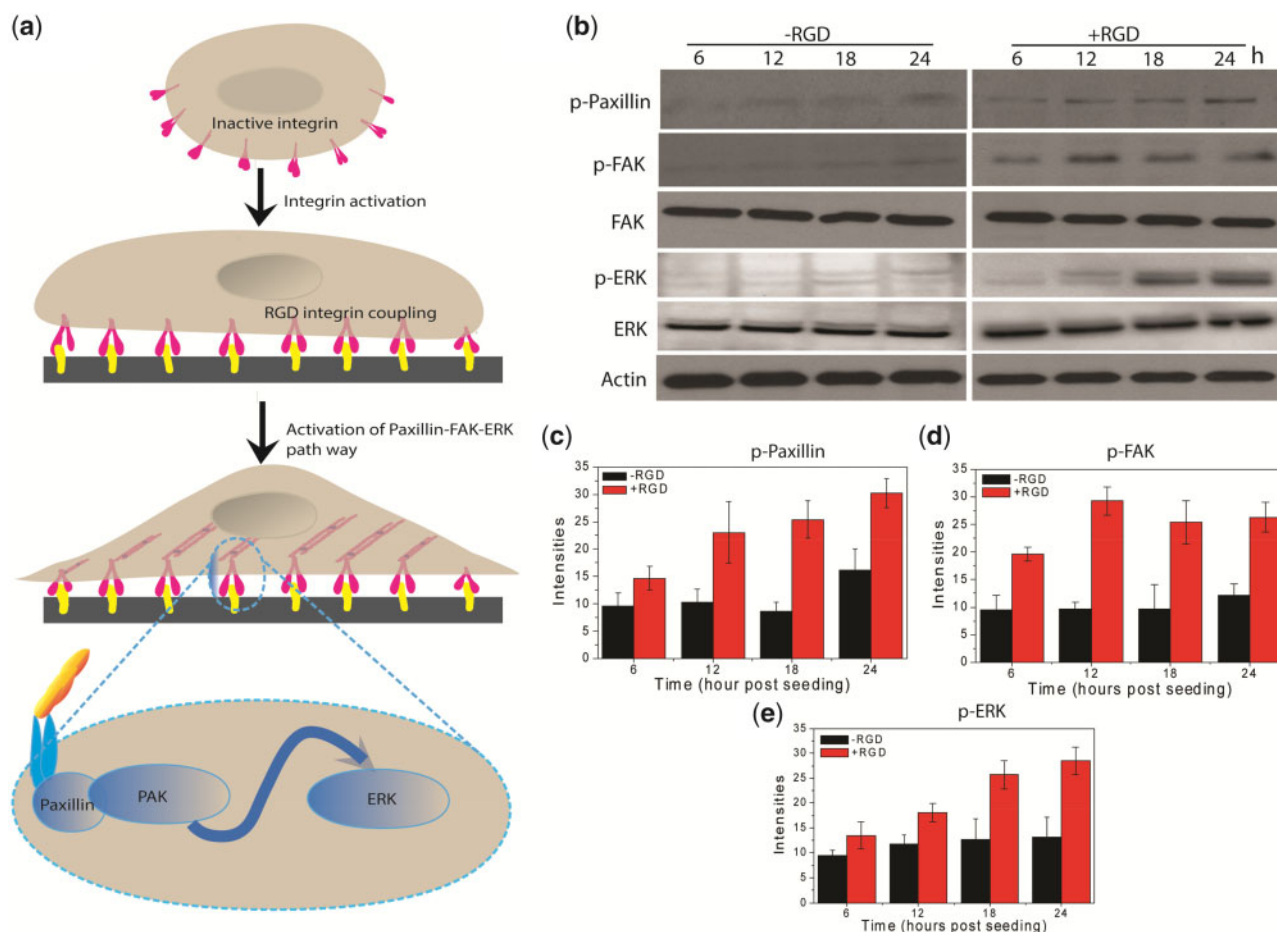 (a)
Inactive integrin
Integrin activation
RGD integrin coupling
Activation of Paxillin-FAK-ERK
path way
Paxillin
PAK
ERK
(b)
-RGD
+RGD
6 12 18 24 6 12 18 24 h
p-Paxillin
p-FAK
FAK
p-ERK
ERK
Actin
(c)
p-Paxillin
-RGD
+RGD
Intensities
35
30
25
20
15
10
5
0
6 12 18 24
Time (hour post seeding)
(d)
p-FAK
-RGD
+RGD
Intensities
35
30
25
20
15
10
5
0
6 12 18 24
Time (hours post seeding)
(e)
p-ERK
-RGD
+RGD
Intensities
35
30
25
20
15
10
5
0
6 12 18 24
Time (hours post seeding)